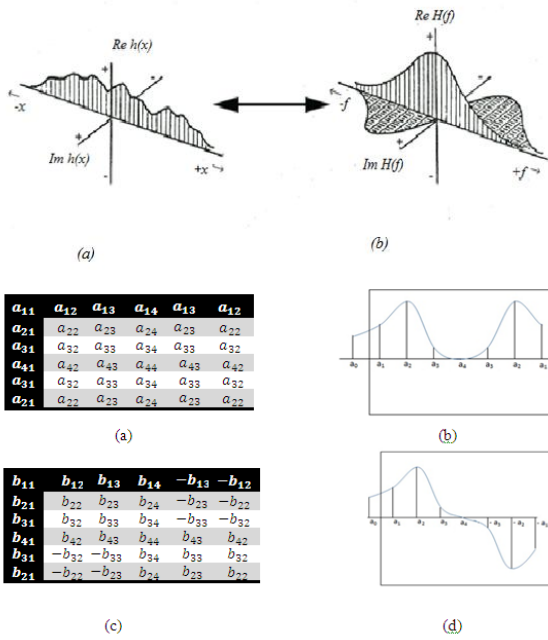 Re h(x)
+
-
-x
Im h(x)
+
+x
-
(a)
Re H(f)
+
-
-f
+
Im H(f)
+f
-
(b)
a₁₁ a₁₂ a₁₃ a₁₄ a₁₃ a₁₂
a₂₁ a₂₂ a₂₃ a₂₄ a₂₃ a₂₂
a₃₁ a₃₂ a₃₃ a₃₄ a₃₃ a₃₂
a₄₁ a₄₂ a₄₃ a₄₄ a₄₃ a₄₂
a₃₁ a₃₂ a₃₃ a₃₄ a₃₃ a₃₂
a₂₁ a₂₂ a₂₃ a₂₄ a₂₃ a₂₂
(a)
a₀ a₁ a₂ a₃ a₄ a₃ a₂ a₁
(b)
b₁₁ b₁₂ b₁₃ b₁₄ −b₁₃ −b₁₂
b₂₁ b₂₂ b₂₃ b₂₄ −b₂₃ −b₂₂
b₃₁ b₃₂ b₃₃ b₃₄ −b₃₃ −b₃₂
b₄₁ b₄₂ b₄₃ b₄₄ b₄₃ b₄₂
b₃₁ −b₃₂ −b₃₃ b₃₄ b₃₃ b₃₂
b₂₁ −b₂₂ −b₂₃ b₂₄ b₂₃ b₂₂
(c)
a₀ a₁ a₂ a₃ a₄ -a₃ -a₂ -a₁
(d)